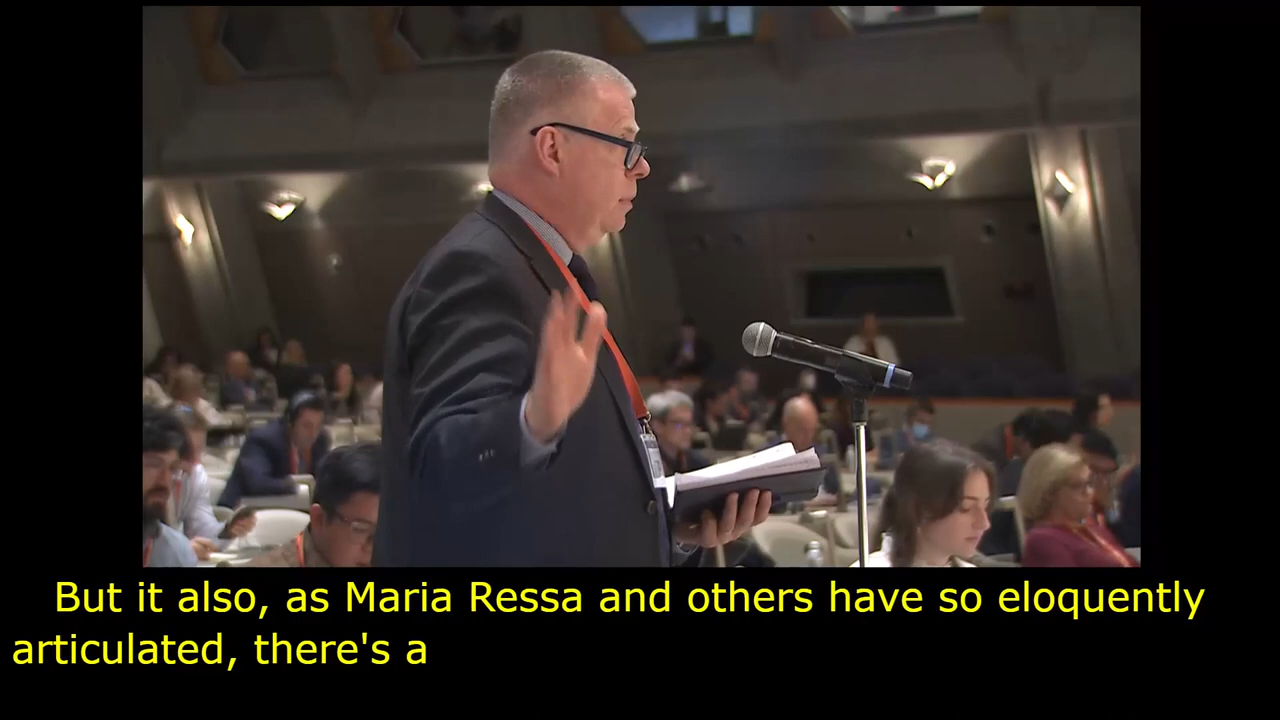 But it also, as Maria Ressa and others have so eloquently
articulated, there's a